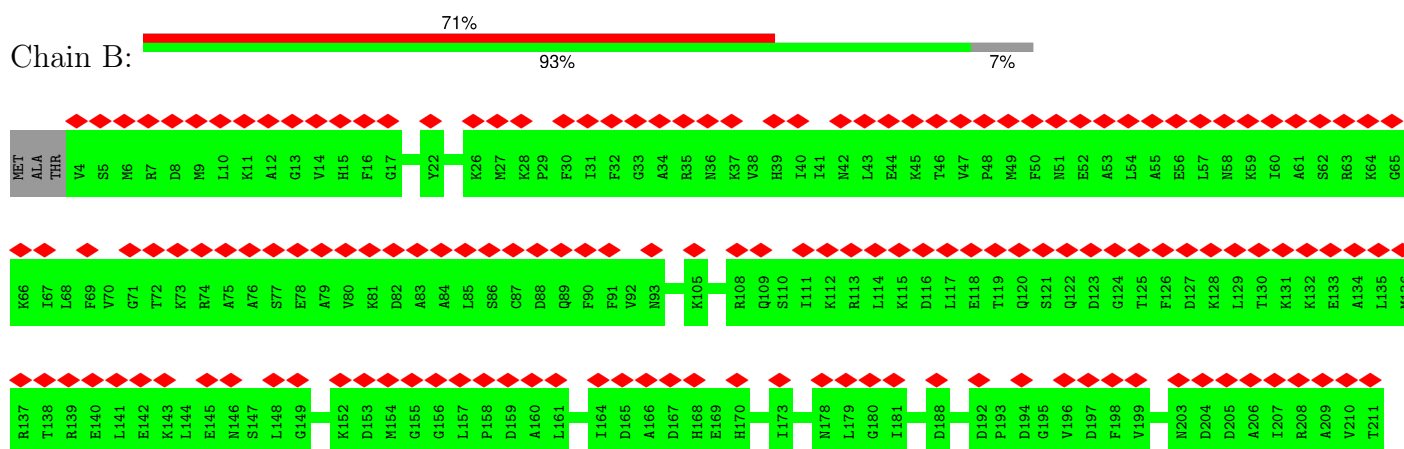 71%
Chain B:
93% 7%
MET ALA THR V4 S5 M6 R7 D8 M9 L10 K11 A12 G13 V14 H15 F16 G17 Y22 K26 M27 K28 P29 F30 I31 F32 G33 A34 R35 N36 K37 V38 H39 I40 I41 N42 L43 E44 K45 T46 V47 P48 M49 F50 N51 E52 A53 L54 A55 E56 L57 N58 K59 I60 A61 S62 R63 K64 G65
K66 I67 L68 F69 V70 G71 T72 K73 R74 A75 A76 S77 E78 A79 V80 K81 D82 A83 A84 L85 S86 C87 D88 Q89 F90 F91 V92 N93 K105 R108 Q109 S110 I111 K112 R113 L114 K115 D116 L117 E118 T119 Q120 S121 Q122 D123 G124 T125 F126 D127 K128 L129 T130 K131 K132 E133 A134 L135 M136
R137 T138 R139 E140 L141 E142 K143 L144 E145 N146 S147 L148 G149 K152 D153 M154 G155 G156 L157 P158 D159 A160 L161 I164 D165 A166 D167 H168 E169 H170 I173 N178 L179 G180 I181 D188 D192 P193 D194 G195 V196 D197 F198 V199 N203 D204 D205 A206 I207 R208 A209 V210 T211